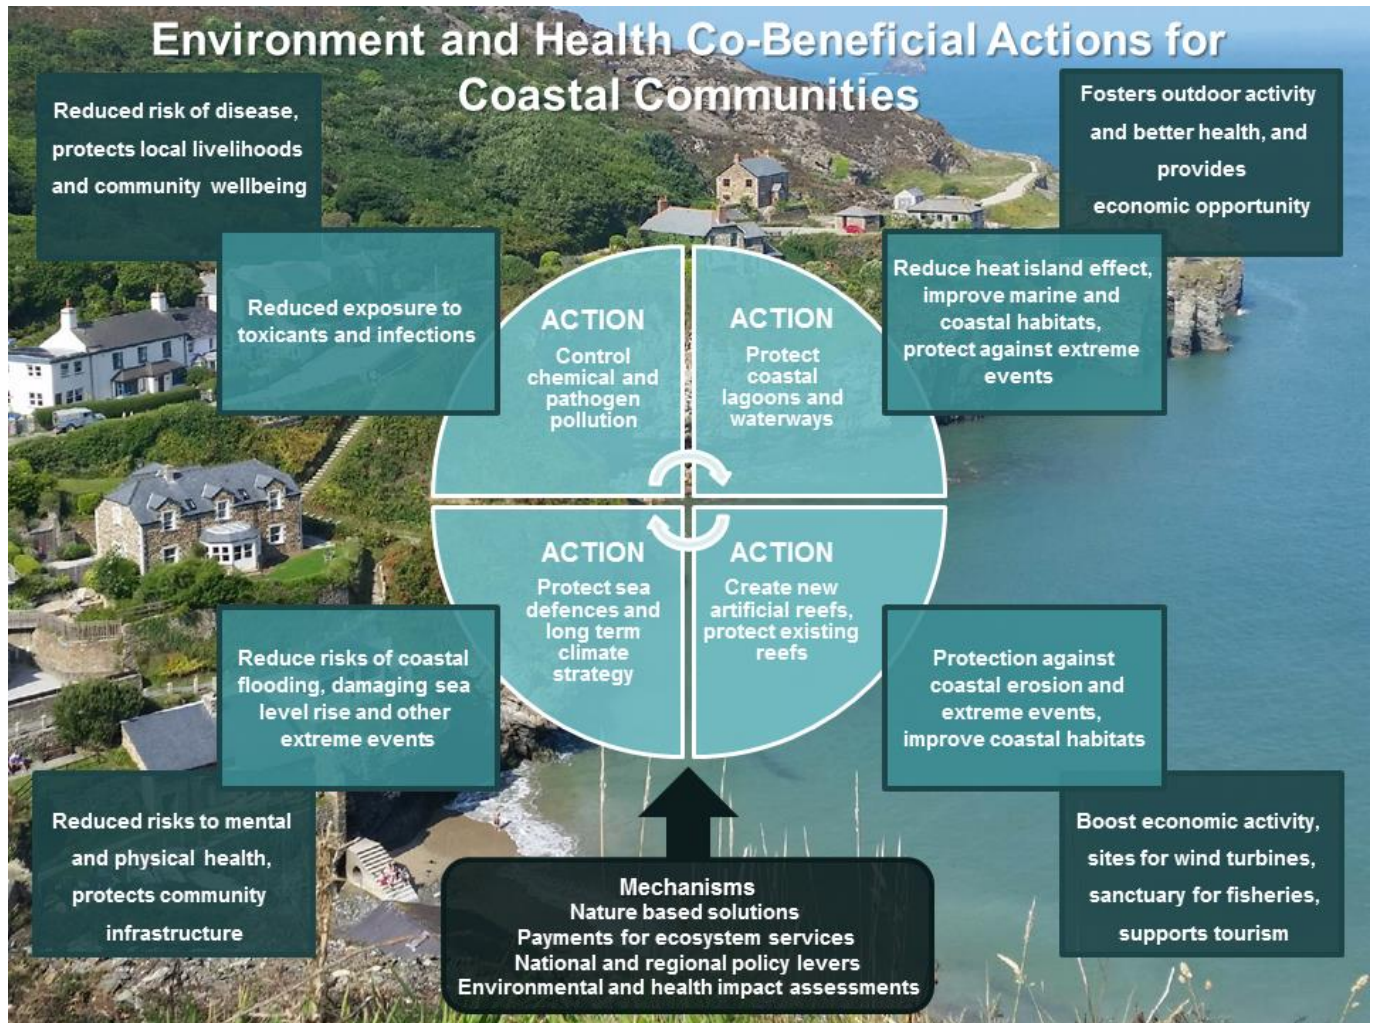 Environment and Health Co-Beneficial Actions for
Coastal Communities
Reduced risk of disease,
protects local livelihoods
and community wellbeing
Fosters outdoor activity
and better health, and
provides
economic opportunity
Reduced exposure to
toxicants and infections
Reduce heat island effect,
improve marine and
coastal habitats,
protect against extreme
events
ACTION
Control
chemical and
pathogen
pollution
ACTION
Protect
coastal
lagoons and
waterways
ACTION
Protect sea
defences and
long term
climate
strategy
ACTION
Create new
artificial reefs,
protect existing
reefs
Reduce risks of coastal
flooding, damaging sea
level rise and other
extreme events
Protection against
coastal erosion and
extreme events,
improve coastal habitats
Reduced risks to mental
and physical health,
protects community
infrastructure
Boost economic activity,
sites for wind turbines,
sanctuary for fisheries,
supports tourism
Mechanisms
Nature based solutions
Payments for ecosystem services
National and regional policy levers
Environmental and health impact assessments